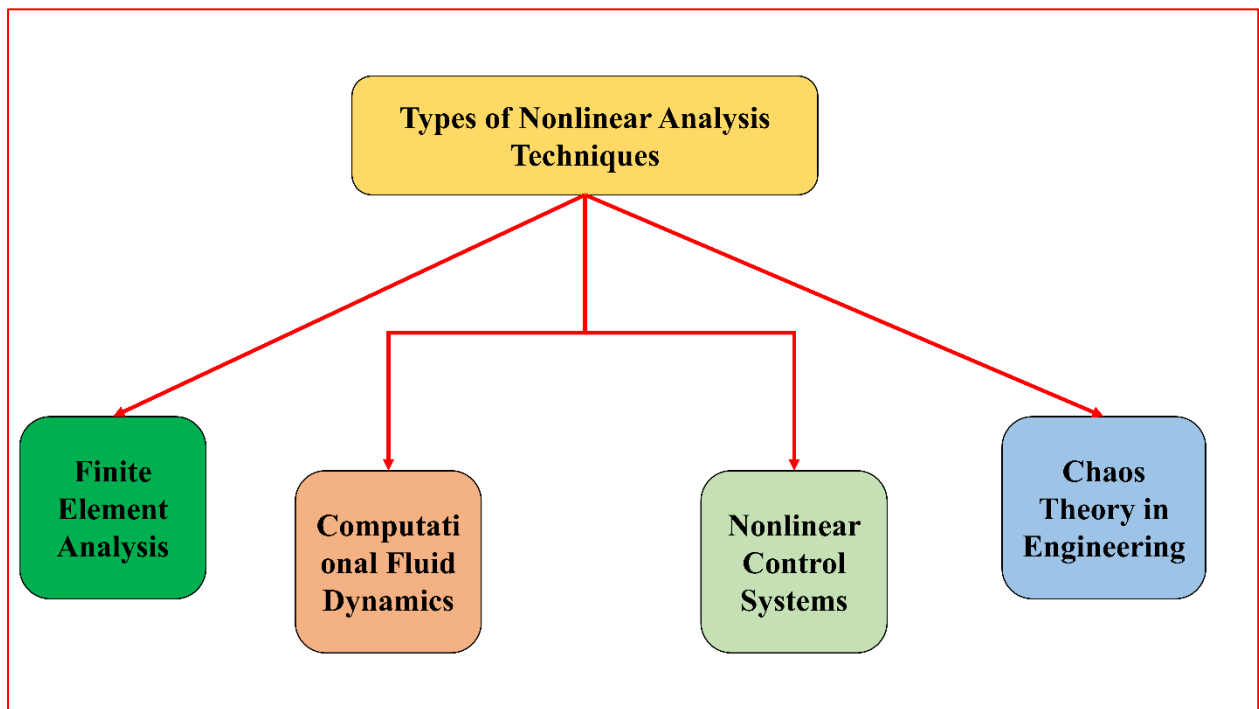 Types of Nonlinear Analysis
Techniques
Finite
Element
Analysis
Computati
onal Fluid
Dynamics
Nonlinear
Control
Systems
Chaos
Theory in
Engineering